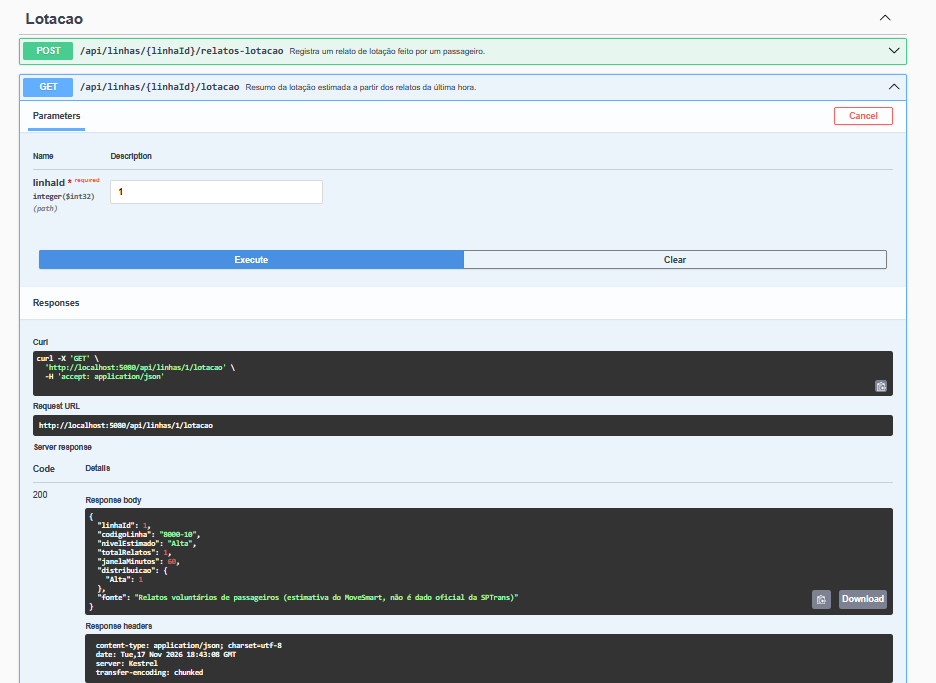 Lotacao
POST /api/linhas/{linhaId}/relatos-lotacao Registra um relato de lotação feito por um passageiro.
GET /api/linhas/{linhaId}/lotacao Resumo da lotação estimada a partir dos relatos da última hora.
Parameters Cancel
Name Description
linhaId * required
integer($int32)
(path)
1
Execute Clear
Responses
Curl
curl -X 'GET' \
'http://localhost:5080/api/linhas/1/lotacao' \
-H 'accept: application/json'
Request URL
http://localhost:5080/api/linhas/1/lotacao
Server response
Code Details
200
Response body
{
"linhaId": 1,
"codigoLinha": "8000-10",
"nivelEstimado": "Alta",
"totalRelatos": 1,
"janelaMinutos": 60,
"distribuicao": {
"Alta": 1
},
"fonte": "Relatos voluntários de passageiros (estimativa do MoveSmart, não é dado oficial da SPTrans)"
}
Download
Response headers
content-type: application/json; charset=utf-8
date: Tue,17 Nov 2026 18:43:08 GMT
server: Kestrel
transfer-encoding: chunked